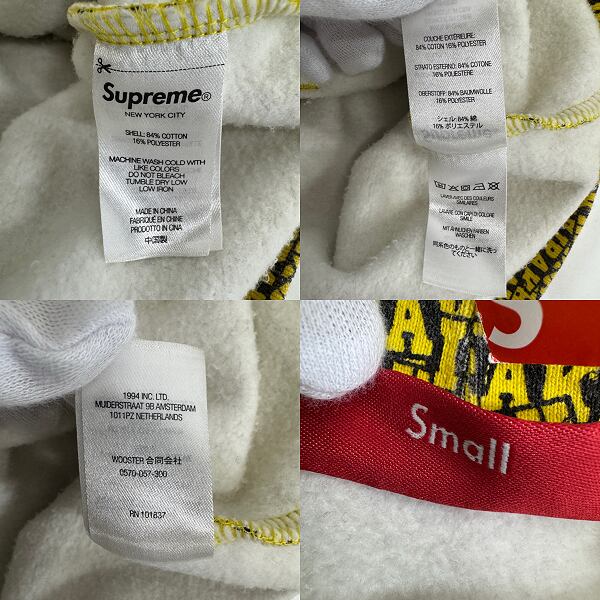 Supreme®
NEW YORK CITY
SHELL: 84% COTTON
16% POLYESTER
MACHINE WASH COLD WITH
LIKE COLORS
DO NOT BLEACH
TUMBLE DRY LOW
LOW IRON
MADE IN CHINA
FABRIQUÉ EN CHINE
PRODOTTO IN CINA
中国製
COUCHE EXTÉRIEURE:
84% COTON 16% POLYESTER
STRATO ESTERNO: 84% COTONE
16% POLIESTERE
OBERSTOFF: 84% BAUMWOLLE
16% POLYESTER
シェル: 84% 綿
16% ポリエステル
LAVER AVEC DES COULEURS
SIMILAIRES
LAVARE CON CAPI DI COLORE
SIMILE
MIT ÄHNLICHEN FARBEN
WASCHEN
同系色のものと一緒に洗っ
てください
1994 INC. LTD.
MUIDERSTRAAT 9B AMSTERDAM
1011PZ NETHERLANDS
WOOSTER 合同会社
0570-057-300
RN 101837
S
Small